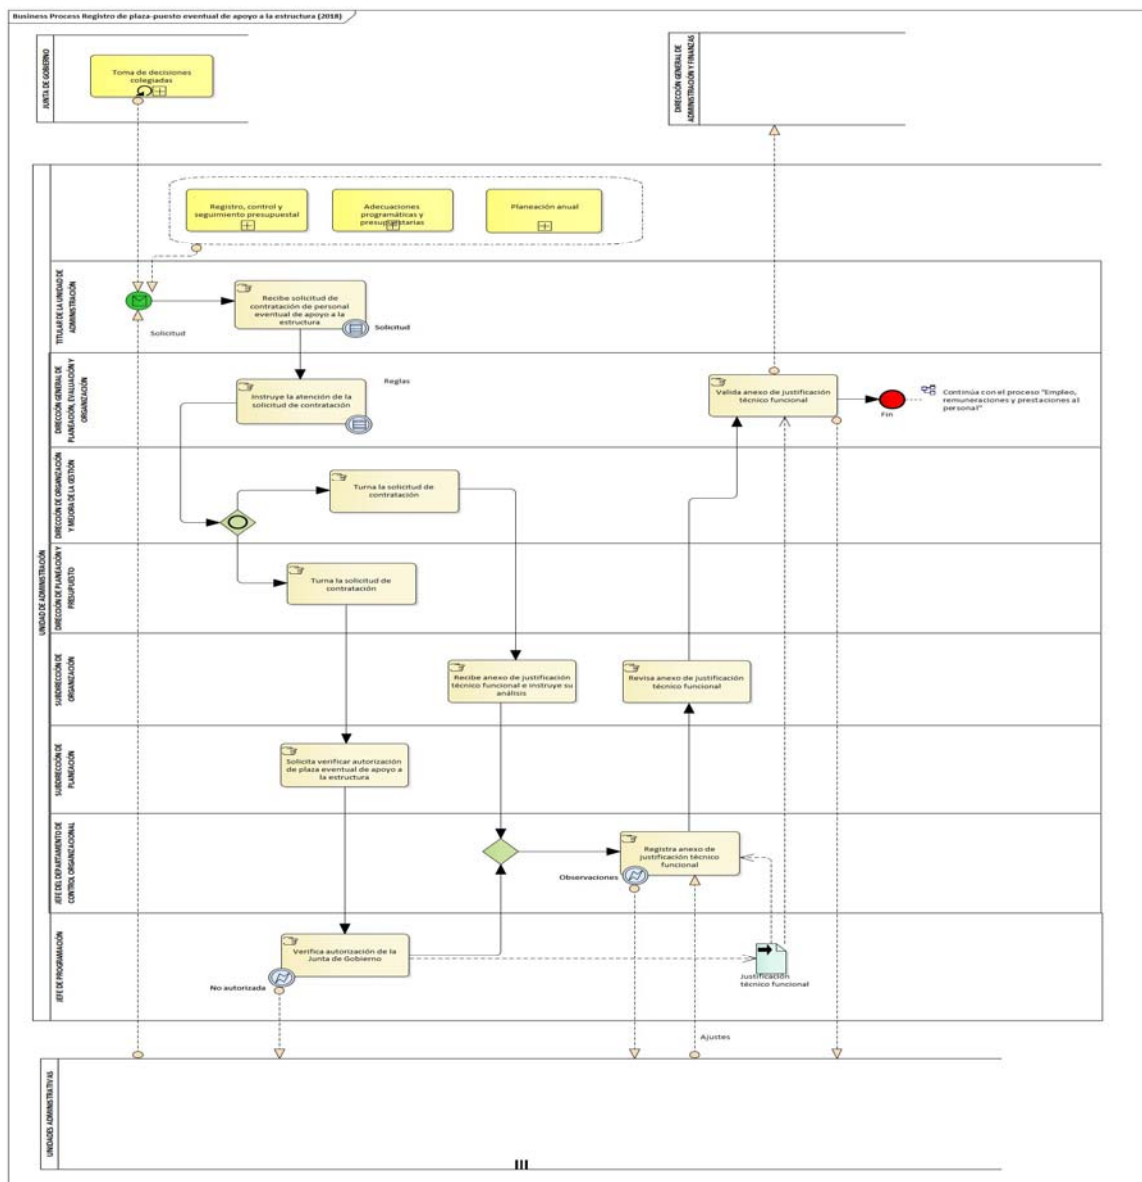 Business Process Registro de plaza-puesto eventual de apoyo a la estructura (2018)
JUNTA DE GOBIERNO
Toma de decisiones
colegiadas
DIRECCIÓN GENERAL DE
ADMINISTRACIÓN Y FINANZAS
UNIDAD DE ADMINISTRACIÓN
Registro, control y
seguimiento presupuestal
Adecuaciones
programáticas y
presupuestarias
Planeación anual
TITULAR DE LA UNIDAD DE
ADMINISTRACIÓN
Solicitud
Recibe solicitud de
contratación de personal
eventual de apoyo a la
estructura
Solicitud
DIRECCIÓN GENERAL DE
PLANEACIÓN, EVALUACIÓN Y
ORGANIZACIÓN
Instruye la atención de la
solicitud de contratación
Reglas
Valida anexo de justificación
técnico funcional
Fin
Continúa con el proceso "Empleo,
remuneraciones y prestaciones al
personal"
DIRECCIÓN DE ORGANIZACIÓN
Y MEJORA DE LA GESTIÓN
Turna la solicitud de
contratación
DIRECCIÓN DE PLANEACIÓN Y
PRESUPUESTO
Turna la solicitud de
contratación
SUBDIRECCIÓN DE
ORGANIZACIÓN
Recibe anexo de justificación
técnico funcional e instruye su
análisis
Revisa anexo de justificación
técnico funcional
SUBDIRECCIÓN DE
PLANEACIÓN
Solicita verificar autorización
de plaza eventual de apoyo a
la estructura
JEFE DEL DEPARTAMENTO DE
CONTROL ORGANIZACIONAL
Registra anexo de
justificación técnico
funcional
Observaciones
JEFE DE PROGRAMACIÓN
Verifica autorización de la
Junta de Gobierno
No autorizada
Justificación
técnico funcional
Ajustes
UNIDADES ADMINISTRATIVAS